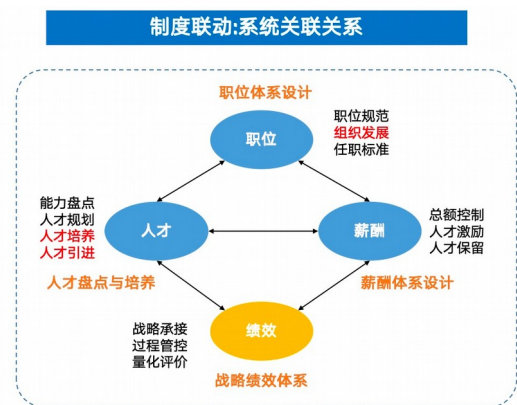 制度联动:系统关联关系
职位体系设计
职位
职位规范
组织发展
任职标准
能力盘点
人才规划
人才培养
人才引进
人才
薪酬
总额控制
人才激励
人才保留
人才盘点与培养
薪酬体系设计
战略承接
过程管控
量化评价
绩效
战略绩效体系